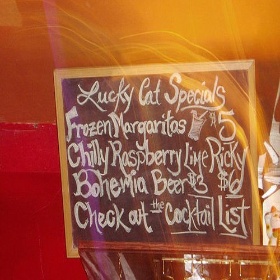 Lucky Cat Specials
Frozen Margaritas $5
Chilly Raspberry Lime Ricky
Bohemia Beer $3 $6
Check out the Cocktail List